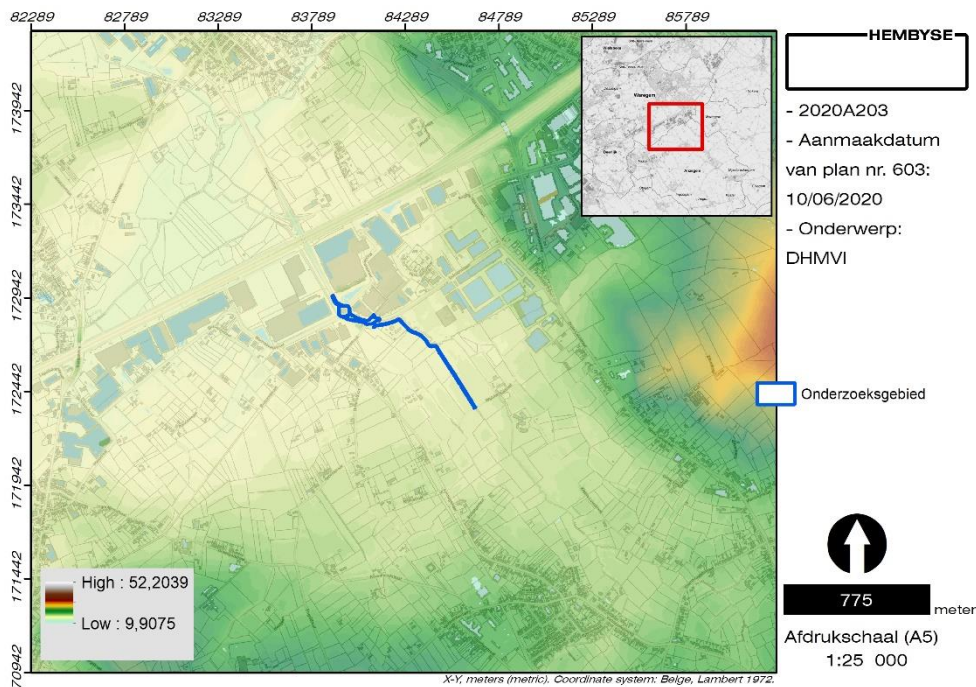 82289 82789 83289 83789 84289 84789 85289 85789
173942
173442
172942
172442
171942
171442
170942
Waregem
HEMBYSE
- 2020A203
- Aanmaakdatum
van plan nr. 603:
10/06/2020
- Onderwerp:
DHMVI
Onderzoeksgebied
High : 52,2039
Low : 9,9075
775 meter
Afdrukschaal (A5)
1:25 000
X-Y, meters (metric). Coordinate system: Belge, Lambert 1972.